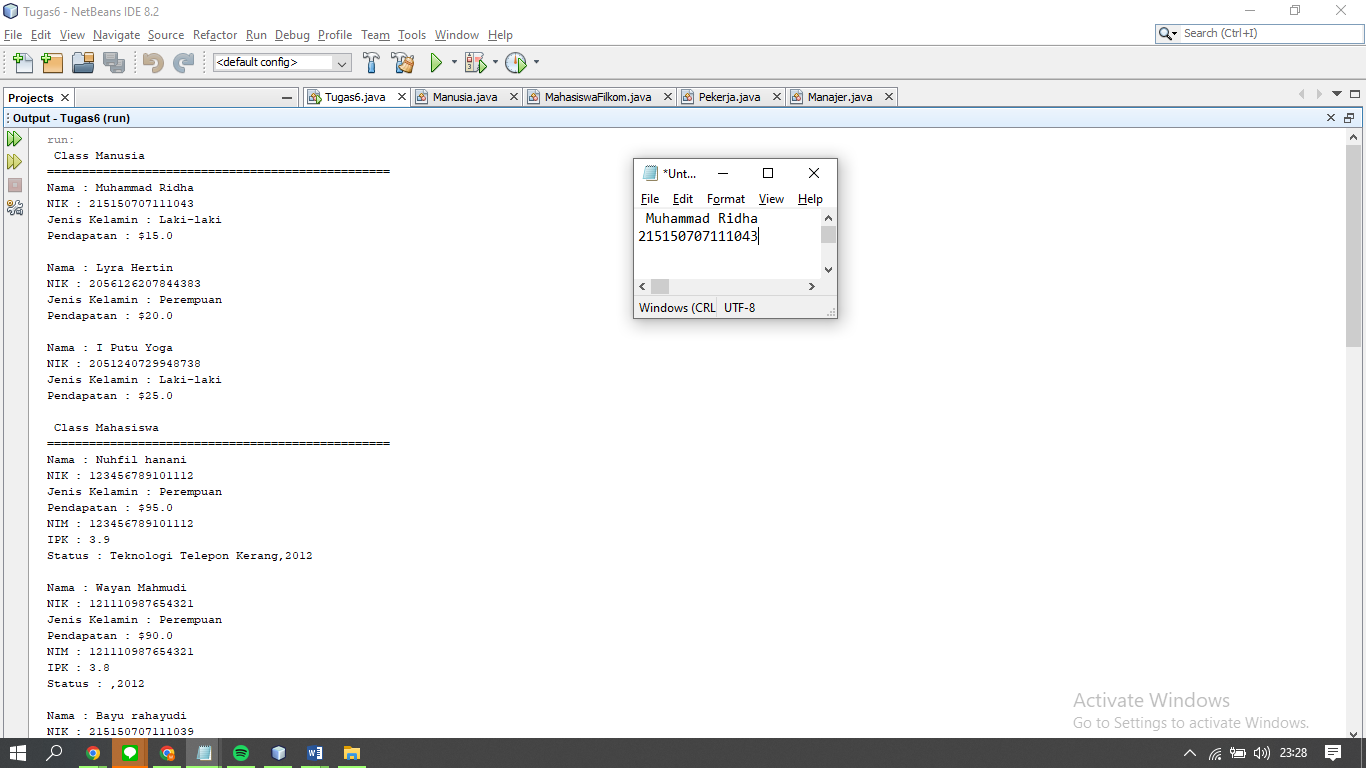 Tugas6 - NetBeans IDE 8.2
File Edit View Navigate Source Refactor Run Debug Profile Team Tools Window Help
Search (Ctrl+I)
<default config>
Projects
Tugas6.java
Manusia.java
MahasiswaFilkom.java
Pekerja.java
Manajer.java
Output - Tugas6 (run)
run:
Class Manusia
=================================================
Nama : Muhammad Ridha
NIK : 215150707111043
Jenis Kelamin : Laki-laki
Pendapatan : $15.0
Nama : Lyra Hertin
NIK : 2056126207844383
Jenis Kelamin : Perempuan
Pendapatan : $20.0
Nama : I Putu Yoga
NIK : 2051240729948738
Jenis Kelamin : Laki-laki
Pendapatan : $25.0
Class Mahasiswa
=================================================
Nama : Nuhfil hanani
NIK : 123456789101112
Jenis Kelamin : Perempuan
Pendapatan : $95.0
NIM : 123456789101112
IPK : 3.9
Status : Teknologi Telepon Kerang,2012
Nama : Wayan Mahmudi
NIK : 121110987654321
Jenis Kelamin : Perempuan
Pendapatan : $90.0
NIM : 121110987654321
IPK : 3.8
Status : ,2012
Nama : Bayu rahayudi
NIK : 215150707111039
*Unt...
File Edit Format View Help
Muhammad Ridha
215150707111043
Windows (CRL UTF-8
Activate Windows
Go to Settings to activate Windows.
23:28